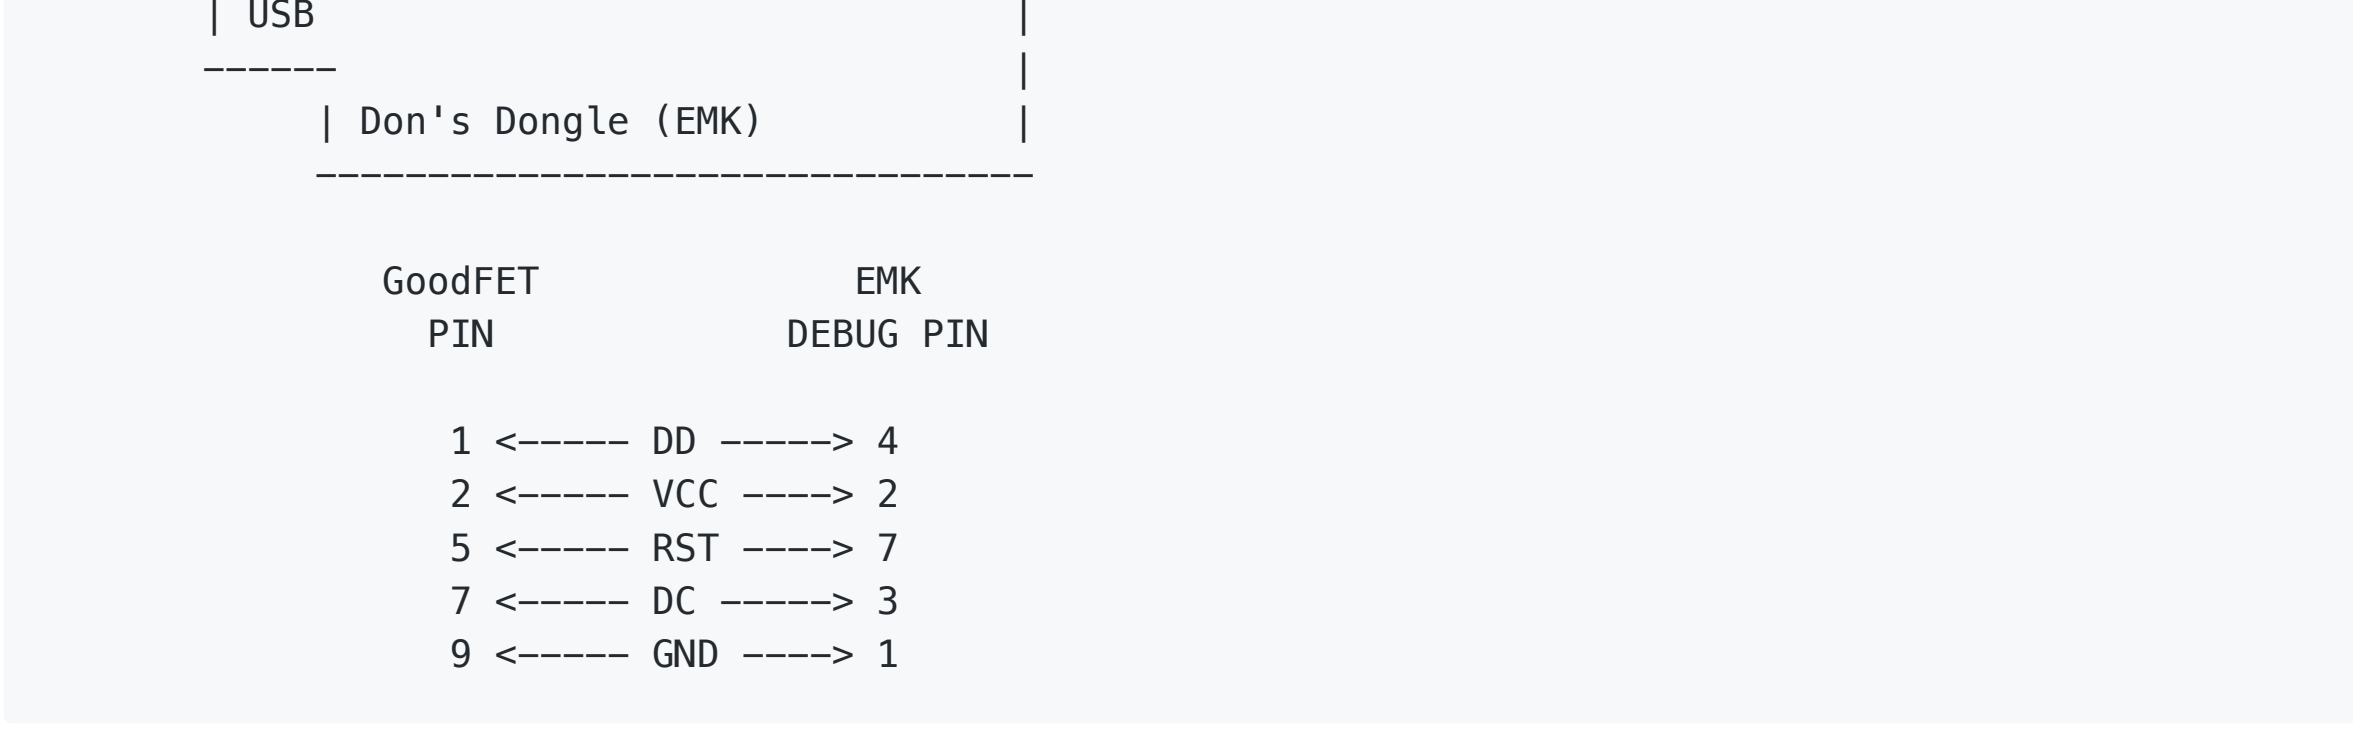 | USB                               |
------                              |
     | Don's Dongle (EMK)           |
     --------------------------------
GoodFET              EMK
PIN             DEBUG PIN
1 <----- DD -----> 4
2 <----- VCC ----> 2
5 <----- RST ----> 7
7 <----- DC -----> 3
9 <----- GND ----> 1